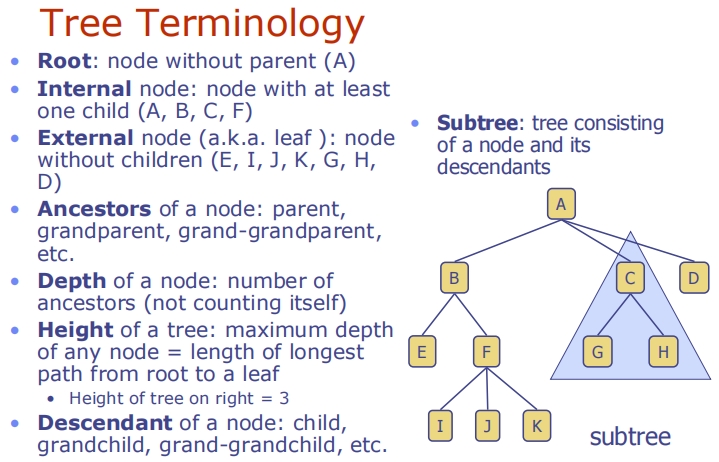 Tree Terminology
• Root: node without parent (A)
• Internal node: node with at least
one child (A, B, C, F)
• External node (a.k.a. leaf ): node
without children (E, I, J, K, G, H,
D)
• Ancestors of a node: parent,
grandparent, grand-grandparent,
etc.
• Depth of a node: number of
ancestors (not counting itself)
• Height of a tree: maximum depth
of any node = length of longest
path from root to a leaf
• Height of tree on right = 3
• Descendant of a node: child,
grandchild, grand-grandchild, etc.
• Subtree: tree consisting
of a node and its
descendants
A
B C D
E F G H
I J K
subtree